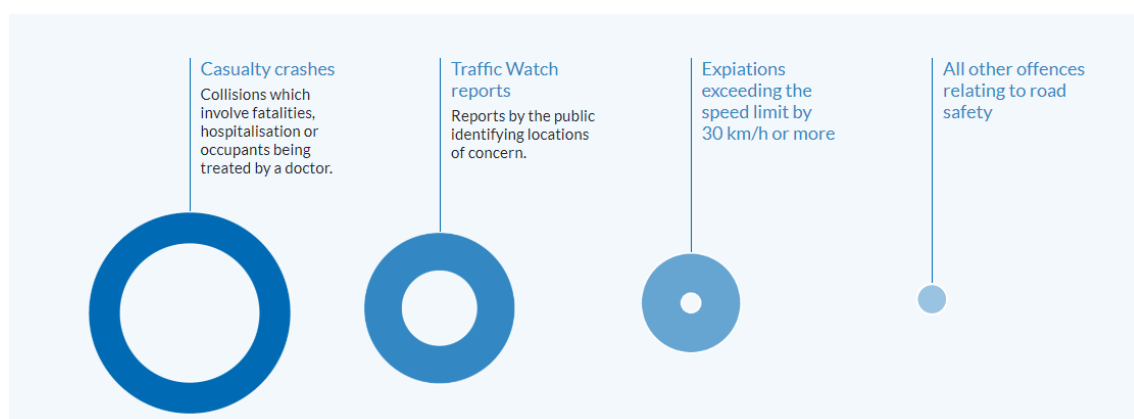 Casualty crashes
Collisions which
involve fatalities,
hospitalisation or
occupants being
treated by a doctor.
Traffic Watch
reports
Reports by the public
identifying locations
of concern.
Expiations
exceeding the
speed limit by
30 km/h or more
All other offences
relating to road
safety